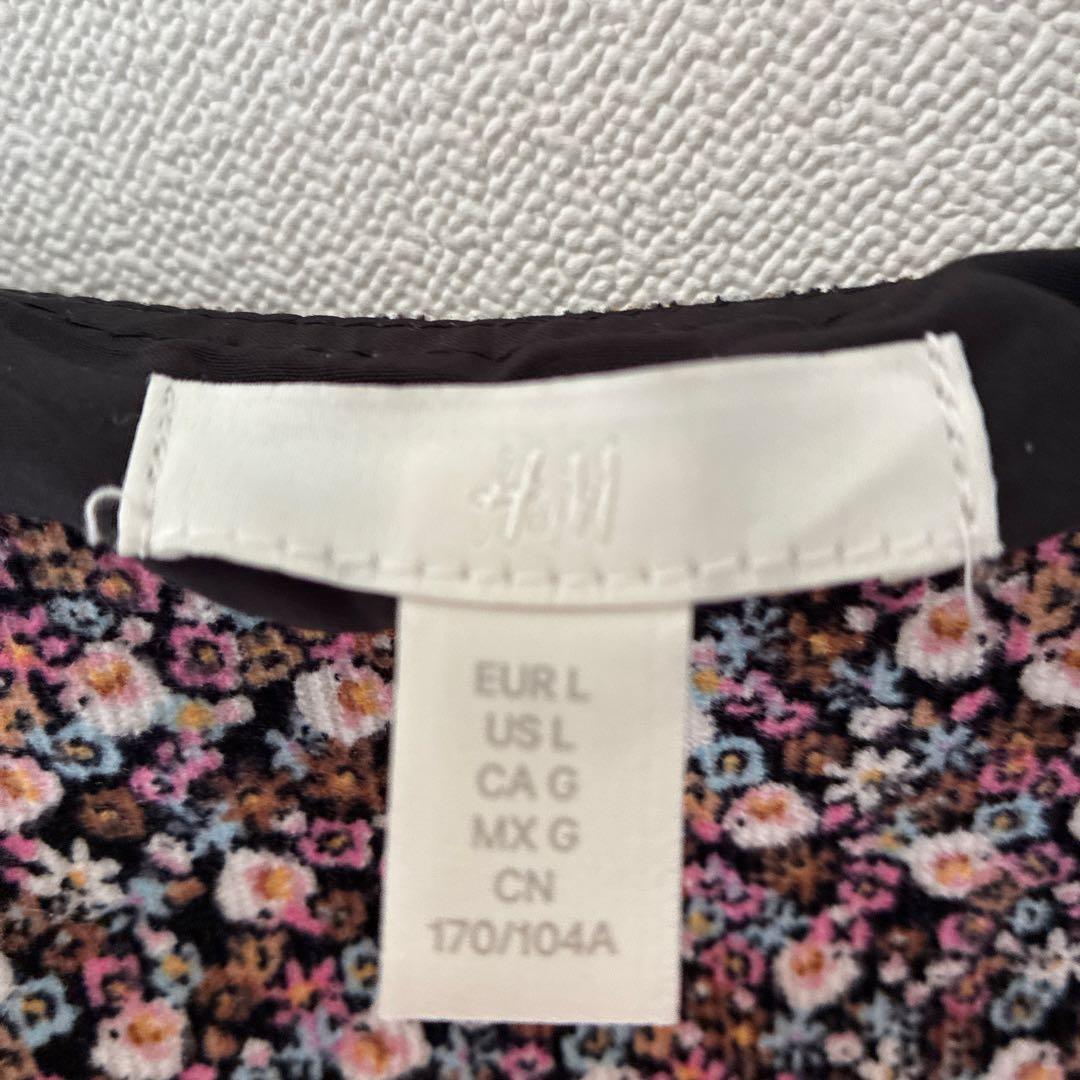 H&M
EUR L
US L
CA G
MX G
CN
170/104A